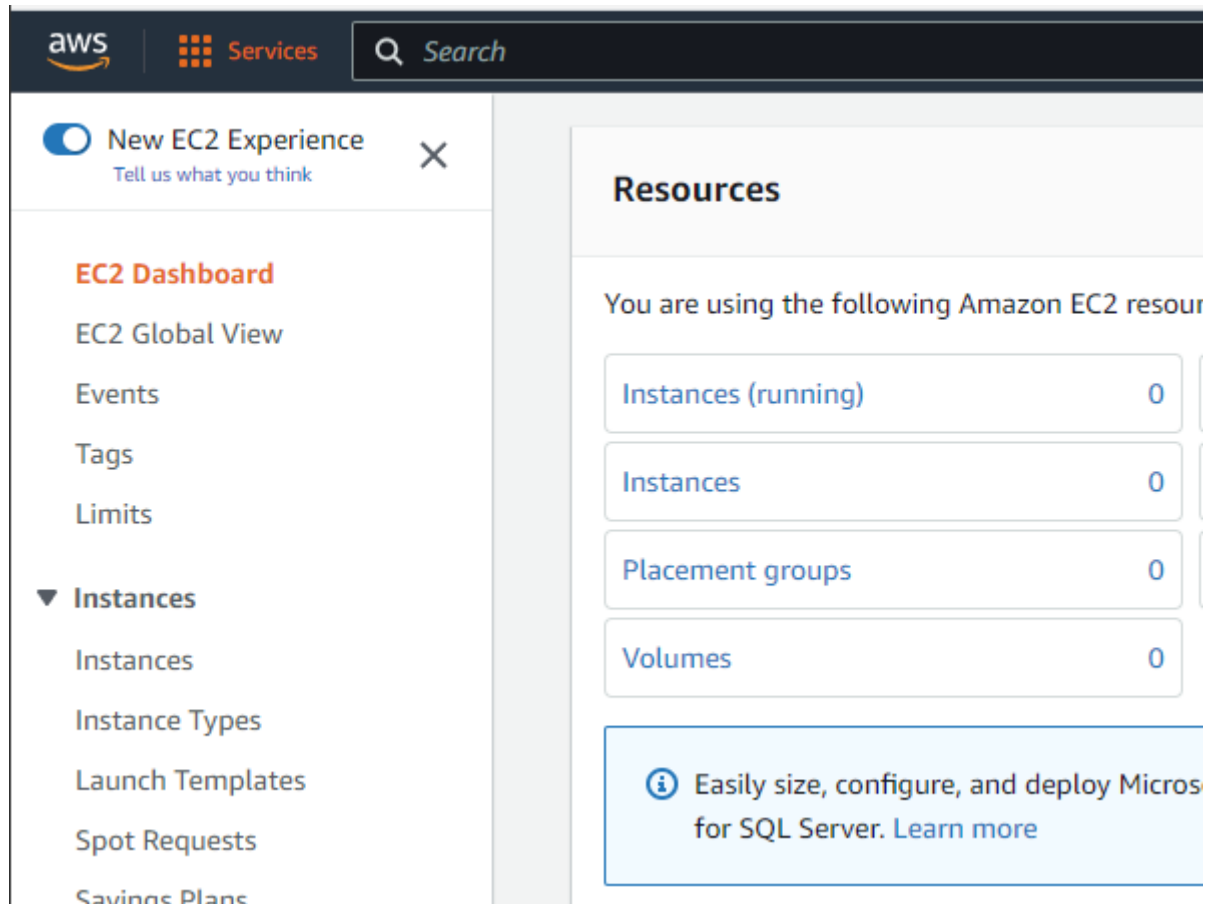 aws
Services
Search
New EC2 Experience
Tell us what you think
EC2 Dashboard
EC2 Global View
Events
Tags
Limits
Instances
Instances
Instance Types
Launch Templates
Spot Requests
Savings Plans
Resources
You are using the following Amazon EC2
Instances (running) 0
Instances 0
Placement groups 0
Volumes 0
Easily size, configure, and deploy
for SQL Server. Learn more